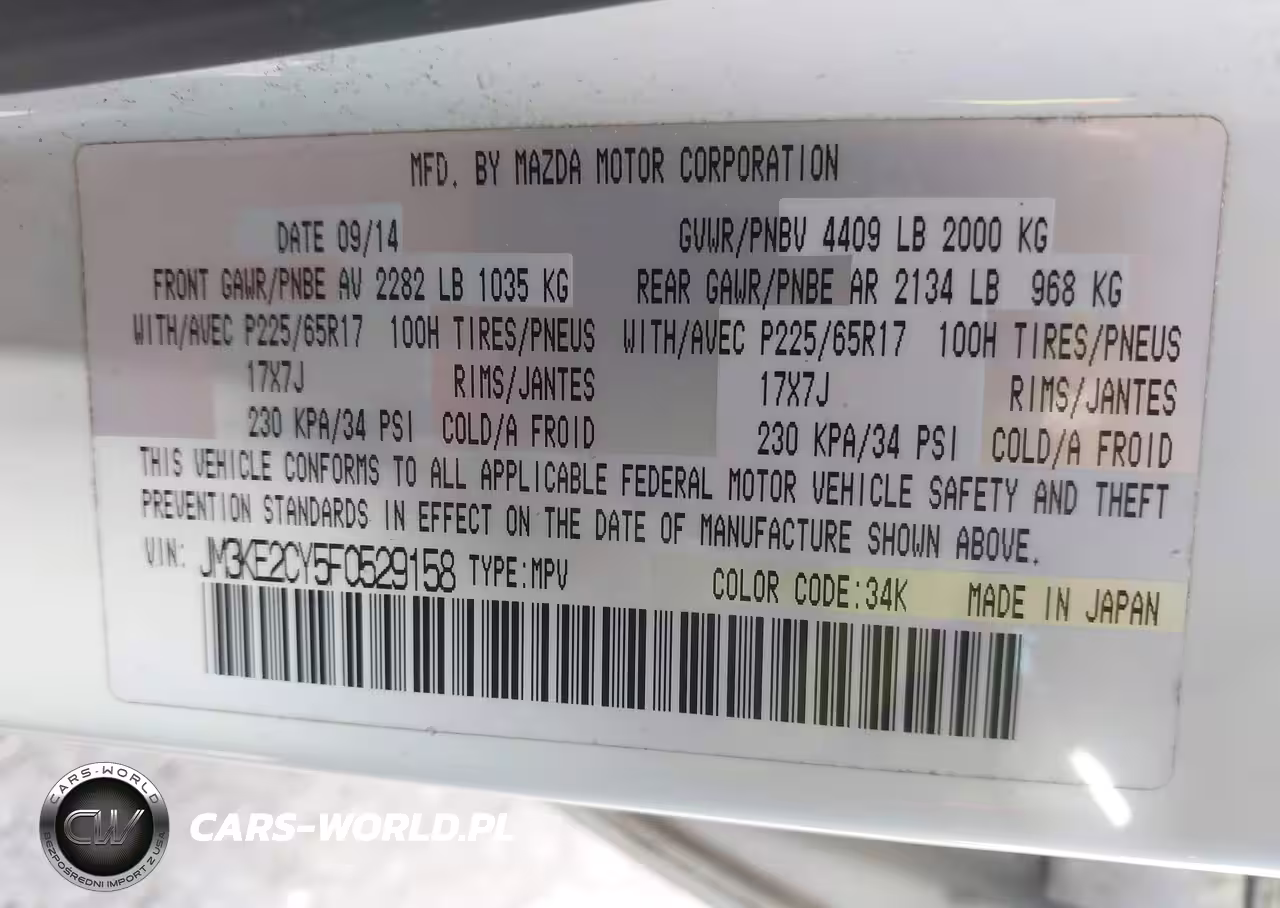 MFD. BY MAZDA MOTOR CORPORATION
DATE 09/14 GVWR/PNBV 4409 LB 2000 KG
FRONT GAWR/PNBE AV 2282 LB 1035 KG REAR GAWR/PNBE AR 2134 LB 968 KG
WITH/AVEC P225/65R17 100H TIRES/PNEUS WITH/AVEC P225/65R17 100H TIRES/PNEUS
17X7J RIMS/JANTES 17X7J RIMS/JANTES
230 KPA/34 PSI COLD/A FROID 230 KPA/34 PSI COLD/A FROID
THIS VEHICLE CONFORMS TO ALL APPLICABLE FEDERAL MOTOR VEHICLE SAFETY AND THEFT
PREVENTION STANDARDS IN EFFECT ON THE DATE OF MANUFACTURE SHOWN ABOVE.
VIN: JM3KE2CY5F0529158 TYPE:MPV COLOR CODE:34K MADE IN JAPAN
CARS-WORLD
CW
BEZPOŚREDNI IMPORT Z USA
CARS-WORLD.PL